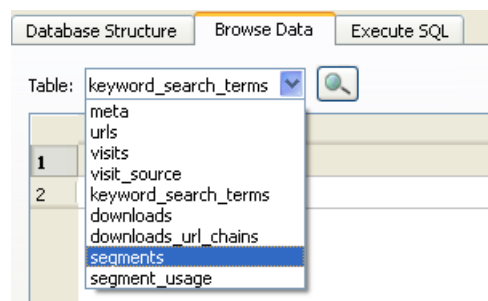 Database Structure Browse Data Execute SQL
Table: keyword_search_terms
meta
urls
1 visits
visit_source
2 keyword_search_terms
downloads
downloads_url_chains
segments
segment_usage